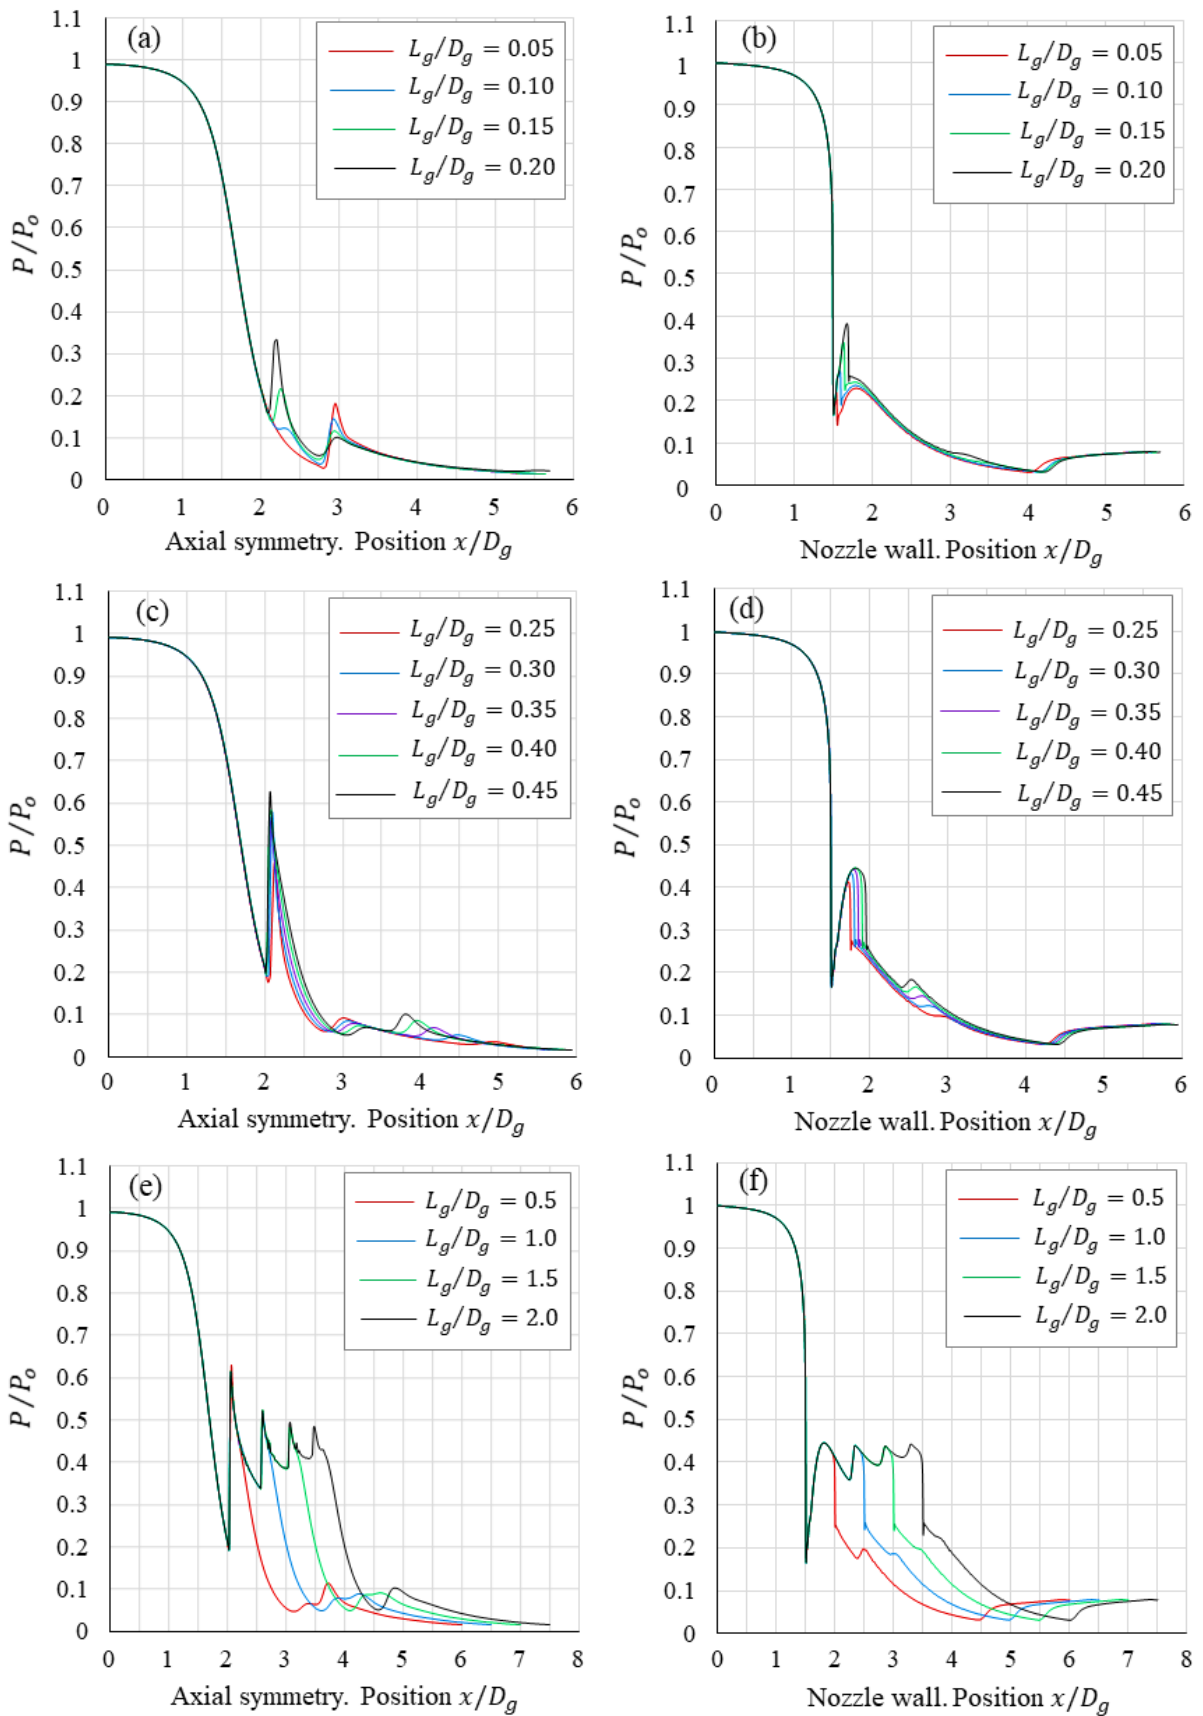 (a)
L_g/D_g = 0.05
L_g/D_g = 0.10
L_g/D_g = 0.15
L_g/D_g = 0.20
1.1
1
0.9
0.8
0.7
0.6
0.5
0.4
0.3
0.2
0.1
0
P/P_o
0 1 2 3 4 5 6
Axial symmetry. Position x/D_g
(b)
L_g/D_g = 0.05
L_g/D_g = 0.10
L_g/D_g = 0.15
L_g/D_g = 0.20
1.1
1
0.9
0.8
0.7
0.6
0.5
0.4
0.3
0.2
0.1
0
P/P_o
0 1 2 3 4 5 6
Nozzle wall. Position x/D_g
(c)
L_g/D_g = 0.25
L_g/D_g = 0.30
L_g/D_g = 0.35
L_g/D_g = 0.40
L_g/D_g = 0.45
1.1
1
0.9
0.8
0.7
0.6
0.5
0.4
0.3
0.2
0.1
0
P/P_o
0 1 2 3 4 5 6
Axial symmetry. Position x/D_g
(d)
L_g/D_g = 0.25
L_g/D_g = 0.30
L_g/D_g = 0.35
L_g/D_g = 0.40
L_g/D_g = 0.45
1.1
1
0.9
0.8
0.7
0.6
0.5
0.4
0.3
0.2
0.1
0
P/P_o
0 1 2 3 4 5 6
Nozzle wall. Position x/D_g
(e)
L_g/D_g = 0.5
L_g/D_g = 1.0
L_g/D_g = 1.5
L_g/D_g = 2.0
1.1
1
0.9
0.8
0.7
0.6
0.5
0.4
0.3
0.2
0.1
0
P/P_o
0 1 2 3 4 5 6 7 8
Axial symmetry. Position x/D_g
(f)
L_g/D_g = 0.5
L_g/D_g = 1.0
L_g/D_g = 1.5
L_g/D_g = 2.0
1.1
1
0.9
0.8
0.7
0.6
0.5
0.4
0.3
0.2
0.1
0
P/P_o
0 1 2 3 4 5 6 7 8
Nozzle wall. Position x/D_g